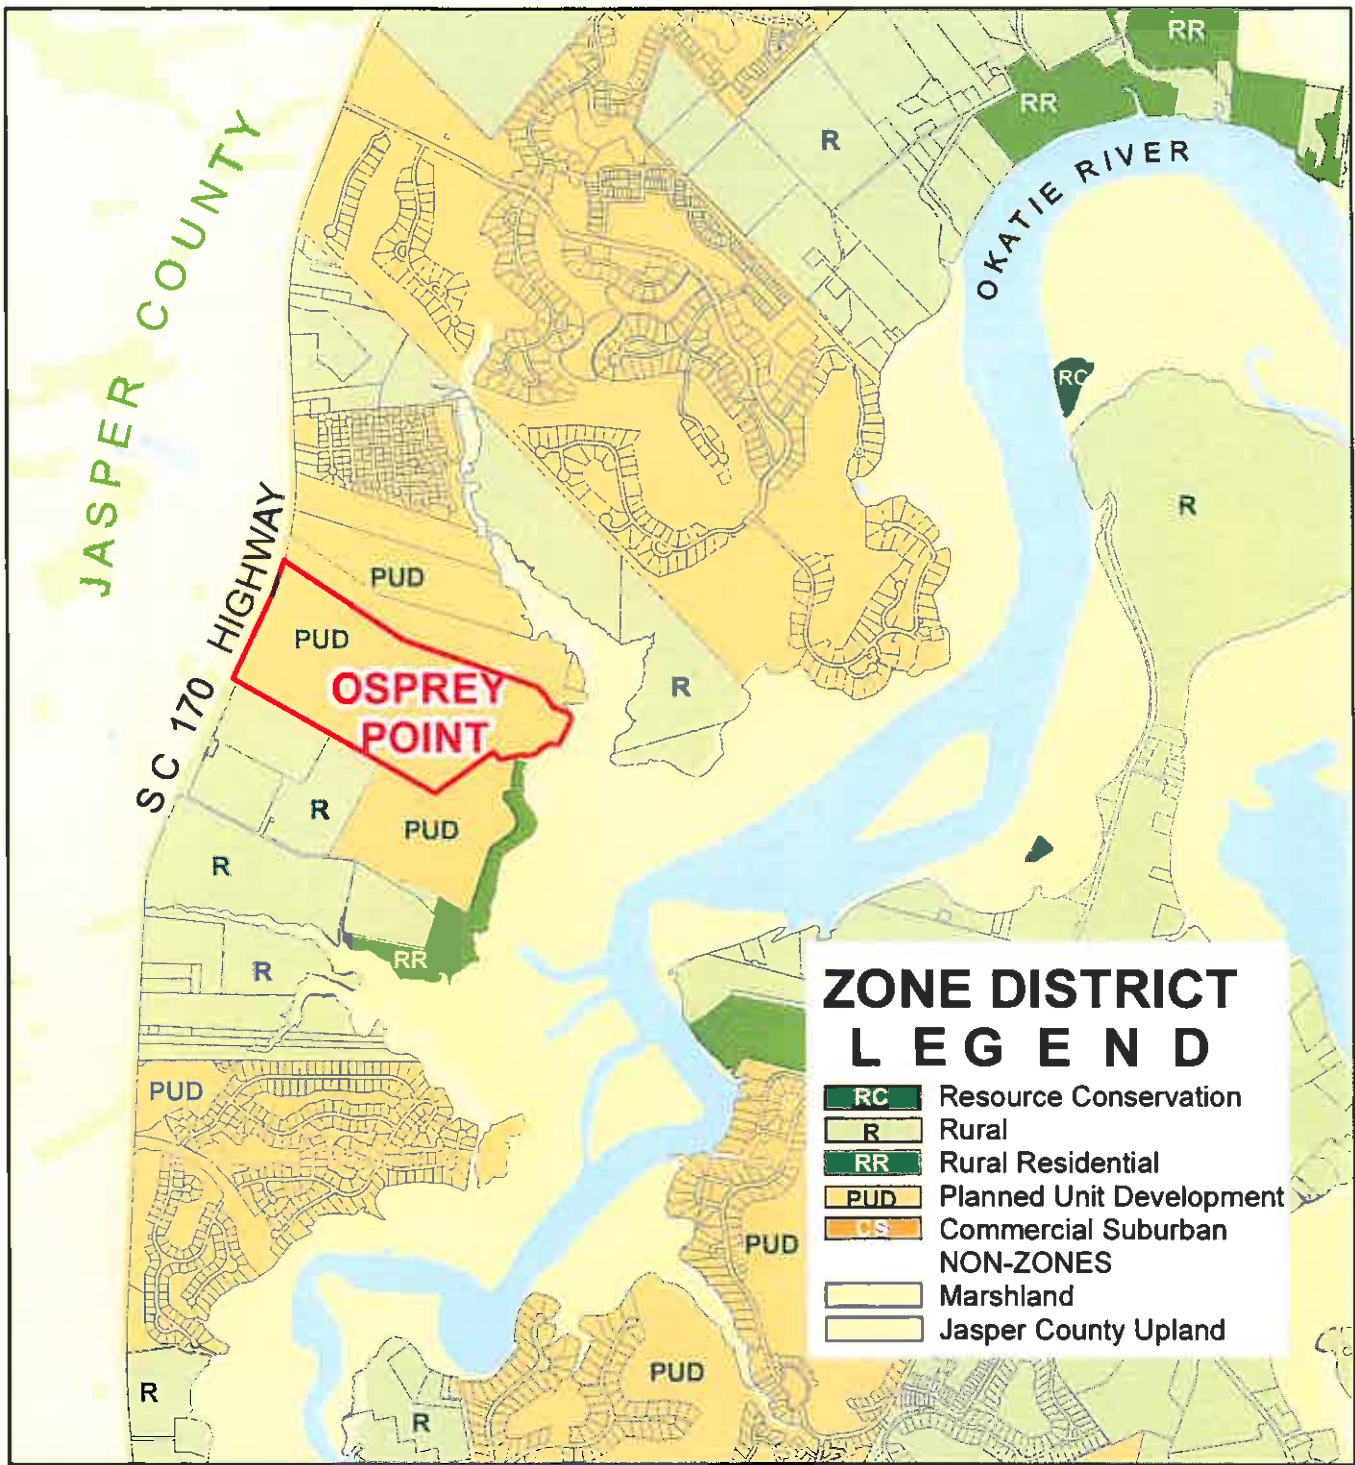 RR
RR
R
OKATIE RIVER
JASPER COUNTY
RC
R
SC 170 HIGHWAY
PUD
PUD
OSPREY
POINT
R
R
PUD
R
RR
R
PUD
PUD
PUD
R
R
ZONE DISTRICT
LEGEND
RC Resource Conservation
R Rural
RR Rural Residential
PUD Planned Unit Development
CS Commercial Suburban
NON-ZONES
Marshland
Jasper County Upland